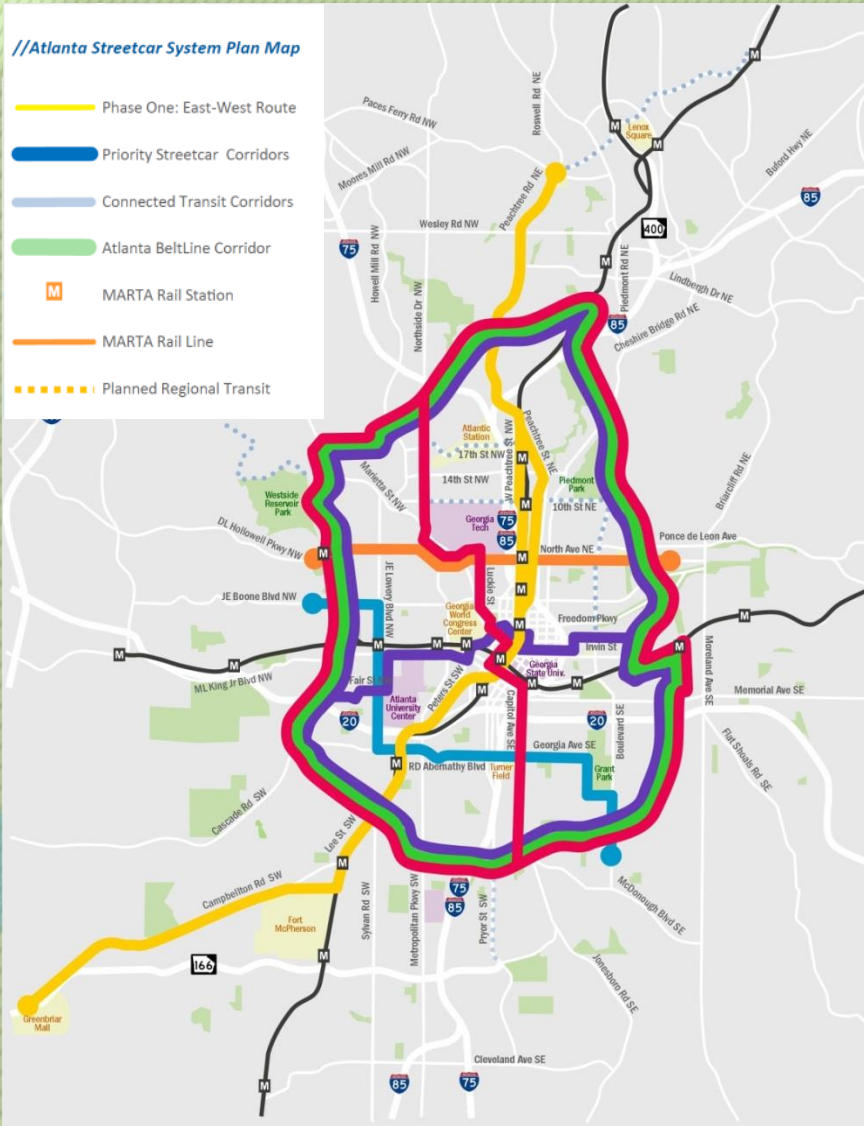 //Atlanta Streetcar System Plan Map
Phase One: East-West Route
Priority Streetcar Corridors
Connected Transit Corridors
Atlanta BeltLine Corridor
M
MARTA Rail Station
MARTA Rail Line
Planned Regional Transit
M
Paces Ferry Rd NW
Roswell Rd NE
M
Lenox
Square
M
Moores Mill Rd NW
Buford Hwy NE
Peachtree Rd NE
85
Wesley Rd NW
400
75
Howell Mill Rd NW
M
Piedmont Rd NE
Lindbergh Dr NE
Northside Dr NW
85
Cheshire Bridge Rd NE
Atlantic
Station
17th St NW
W Peachtree St NW
Peachtree St NE
M
Marietta St NW
14th St NW
Piedmont
Park
Briarcliff Rd NE
Westside
Reservoir
Park
M
10th St NE
Georgia
Tech
75
85
DL Hollowell Pkwy NW
M
North Ave NE
M
Ponce de Leon Ave
JE Lowery Blvd NW
Luckie St
M
JE Boone Blvd NW
Georgia
World
Congress
Center
Freedom Pkwy
M
Irwin St
M
M
M
M
M
M
M
M
Georgia
State Univ.
M
M
M
ML King Jr Blvd NW
Fair St
Peters St SW
M
Moreland Ave SE
Memorial Ave SE
Atlanta
University
Center
Capitol Ave SE
20
20
Boulevard SE
Georgia Ave SE
Flat Shoals Rd SE
M
RD Abernathy Blvd
Turner
Field
Grant
Park
Cascade Rd SW
Lee St SW
M
Campbellton Rd SW
McDonough Blvd SE
75
85
Sylvan Rd SW
Metropolitan Pkwy SW
Pryor St SW
Fort
McPherson
M
166
Jonesboro Rd SE
Greenbriar
Mall
Cleveland Ave SE
M
85
75